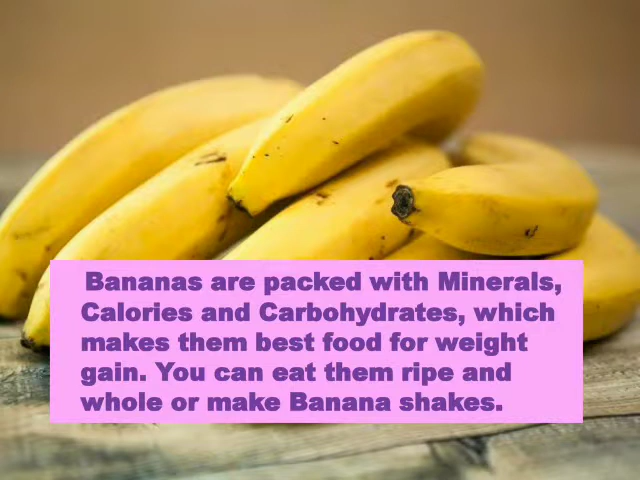 Bananas are packed with Minerals,
Calories and Carbohydrates, which
makes them best food for weight
gain. You can eat them ripe and
whole or make Banana shakes.